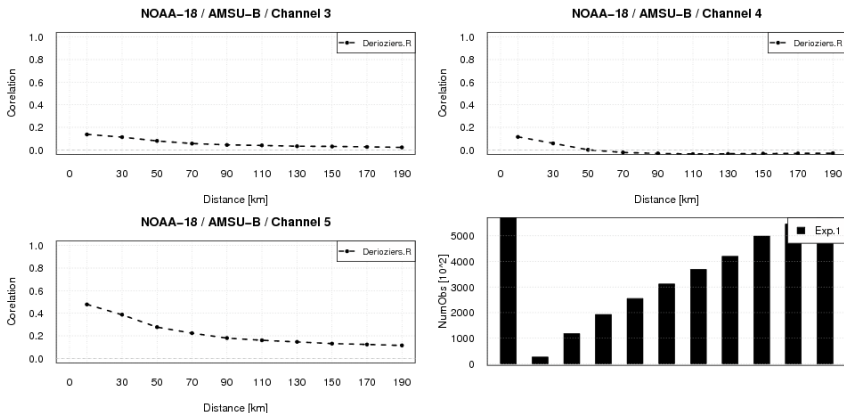 NOAA-18 / AMSU-B / Channel 3
Corelation
1.0
0.8
0.6
0.4
0.2
0.0
Derioziers.R
0 30 50 70 90 110 130 150 170 190
Distance [km]
NOAA-18 / AMSU-B / Channel 4
Corelation
1.0
0.8
0.6
0.4
0.2
0.0
Derioziers.R
0 30 50 70 90 110 130 150 170 190
Distance [km]
NOAA-18 / AMSU-B / Channel 5
Corelation
1.0
0.8
0.6
0.4
0.2
0.0
Derioziers.R
0 30 50 70 90 110 130 150 170 190
Distance [km]
NumObs [10^2]
5000
4000
3000
2000
1000
0
Exp.1